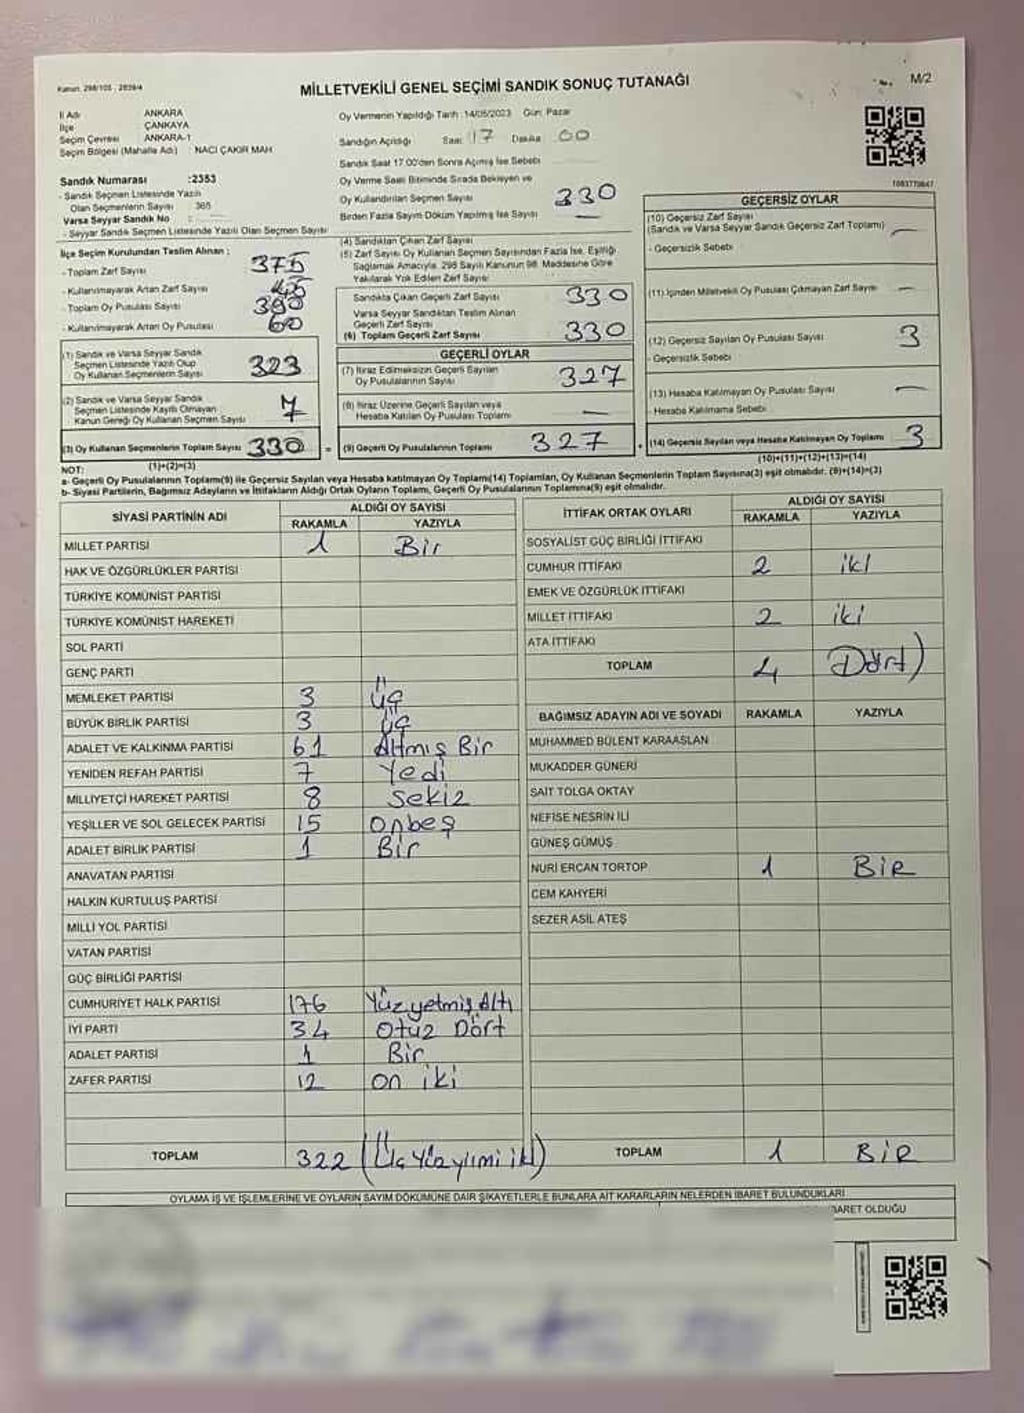 Kanun: 298/105 - 2839/4
MİLLETVEKİLİ GENEL SEÇİMİ SANDIK SONUÇ TUTANAĞI
M/2
İl Adı ANKARA
İlçe ÇANKAYA
Seçim Çevresi ANKARA-1
Seçim Bölgesi (Mahalle Adı) : NACİ ÇAKIR MAH.
Oy Vermenin Yapıldığı Tarih :14/05/2023 Gün: Pazar
Sandığın Açıldığı Saat 17 Dakika 00
Sandık Saat 17.00'den Sonra Açılmış İse Sebebi
Sandık Numarası :2353
- Sandık Seçmen Listesinde Yazılı
Olan Seçmenlerin Sayısı 365
Varsa Seyyar Sandık No :
- Seyyar Sandık Seçmen Listesinde Yazılı Olan Seçmen Sayısı
Oy Verme Saati Bitiminde Sırada Bekleyen ve
Oy Kullandırılan Seçmen Sayısı 330
Birden Fazla Sayım Döküm Yapılmış İse Sayısı —
İlçe Seçim Kurulundan Teslim Alınan :
- Toplam Zarf Sayısı 375
- Kullanılmayarak Artan Zarf Sayısı 45
- Toplam Oy Pusulası Sayısı 390
- Kullanılmayarak Artan Oy Pusulası 60
(1) Sandık ve Varsa Seyyar Sandık
Seçmen Listesinde Yazılı Olup
Oy Kullanan Seçmenlerin Sayısı 323
(2) Sandık ve Varsa Seyyar Sandık
Seçmen Listesinde Kayıtlı Olmayan
Kanun Gereği Oy Kullanan Seçmen Sayısı 7
(3) Oy Kullanan Seçmenlerin Toplam Sayısı 330 =
(1)+(2)=(3)
(4) Sandıktan Çıkan Zarf Sayısı
(5) Zarf Sayısı Oy Kullanan Seçmen Sayısından Fazla İse, Eşitliği
Sağlamak Amacıyla, 298 Sayılı Kanunun 98. Maddesine Göre
Yakılarak Yok Edilen Zarf Sayısı
Sandıkta Çıkan Geçerli Zarf Sayısı 330
Varsa Seyyar Sandıktan Teslim Alınan
Geçerli Zarf Sayısı
(6) Toplam Geçerli Zarf Sayısı 330
GEÇERLİ OYLAR
(7) İtiraz Edilmeksizin Geçerli Sayılan
Oy Pusulalarının Sayısı 327
(8) İtiraz Üzerine Geçerli Sayılan veya
Hesaba Katılan Oy Pusulası Toplamı —
(9) Geçerli Oy Pusulalarının Toplamı 327 +
1083770647
GEÇERSİZ OYLAR
(10) Geçersiz Zarf Sayısı
(Sandık ve Varsa Seyyar Sandık Geçersiz Zarf Toplamı) —
- Geçersizlik Sebebi
(11) İçinden Milletvekili Oy Pusulası Çıkmayan Zarf Sayısı —
(12) Geçersiz Sayılan Oy Pusulası Sayısı 3
- Geçersizlik Sebebi
(13) Hesaba Katılmayan Oy Pusulası Sayısı —
- Hesaba Katılmama Sebebi
(14) Geçersiz Sayılan veya Hesaba Katılmayan Oy Toplamı 3
(10)+(11)+(12)+(13)=(14)
NOT:
a- Geçerli Oy Pusulalarının Toplamı(9) ile Geçersiz Sayılan veya Hesaba katılmayan Oy Toplamı(14) Toplamları, Oy Kullanan Seçmenlerin Toplam Sayısına(3) eşit olmalıdır. (9)+(14)=(3)
b- Siyasi Partilerin, Bağımsız Adayların ve İttifakların Aldığı Ortak Oyların Toplamı, Geçerli Oy Pusulalarının Toplamına(9) eşit olmalıdır.
SİYASİ PARTİNİN ADI ALDIĞI OY SAYISI
RAKAMLA YAZIYLA
MİLLET PARTİSİ 1 Bir
HAK VE ÖZGÜRLÜKLER PARTİSİ
TÜRKİYE KOMÜNİST PARTİSİ
TÜRKİYE KOMÜNİST HAREKETİ
SOL PARTİ
GENÇ PARTİ
MEMLEKET PARTİSİ 3 Üç
BÜYÜK BİRLİK PARTİSİ 3 Üç
ADALET VE KALKINMA PARTİSİ 61 Altmış Bir
YENİDEN REFAH PARTİSİ 7 Yedi
MİLLİYETÇİ HAREKET PARTİSİ 8 Sekiz
YEŞİLLER VE SOL GELECEK PARTİSİ 15 Onbeş
ADALET BİRLİK PARTİSİ 1 Bir
ANAVATAN PARTİSİ
HALKIN KURTULUŞ PARTİSİ
MİLLİ YOL PARTİSİ
VATAN PARTİSİ
GÜÇ BİRLİĞİ PARTİSİ
CUMHURİYET HALK PARTİSİ 176 Yüzyetmiş Altı
İYİ PARTİ 34 Otuz Dört
ADALET PARTİSİ 1 Bir
ZAFER PARTİSİ 12 On iki
TOPLAM 322 (Üç Yüz yirmi iki)
İTTİFAK ORTAK OYLARI ALDIĞI OY SAYISI
RAKAMLA YAZIYLA
SOSYALİST GÜÇ BİRLİĞİ İTTİFAKI
CUMHUR İTTİFAKI 2 iki
EMEK VE ÖZGÜRLÜK İTTİFAKI
MİLLET İTTİFAKI 2 iki
ATA İTTİFAKI
TOPLAM 4 Dört)
BAĞIMSIZ ADAYIN ADI VE SOYADI RAKAMLA YAZIYLA
MUHAMMED BÜLENT KARAASLAN
MUKADDER GÜNERİ
SAİT TOLGA OKTAY
NEFİSE NESRİN İLİ
GÜNEŞ GÜMÜŞ
NURİ ERCAN TORTOP 1 BİR
CEM KAHYERİ
SEZER ASİL ATEŞ
TOPLAM 1 BİR
OYLAMA İŞ VE İŞLEMLERİNE VE OYLARIN SAYIM DÖKÜMÜNE DAİR ŞİKAYETLERLE BUNLARA AİT KARARLARIN NELERDEN İBARET BULUNDUKLARI
BARET OLDUĞU